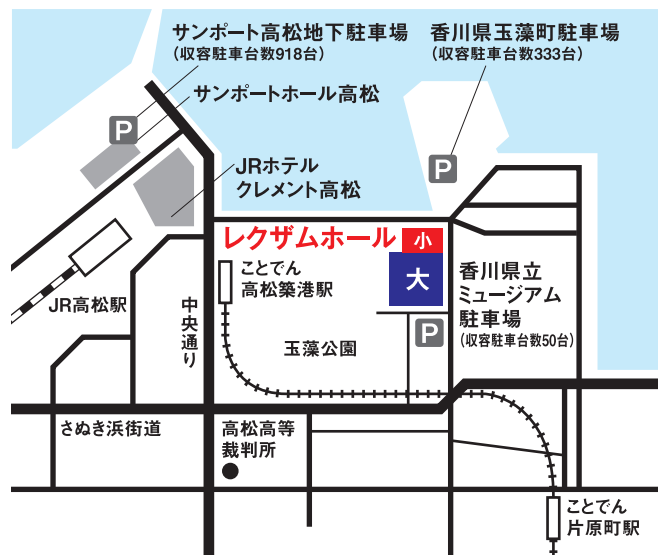 サンポート高松地下駐車場
（収容駐車台数918台）
香川県玉藻町駐車場
（収容駐車台数333台）
P
サンポートホール高松
P
JRホテル
クレメント高松
レクザムホール
小
大
ことでん
高松築港駅
香川県立
ミュージアム
駐車場
（収容駐車台数50台）
JR高松駅
中央通り
玉藻公園
P
さぬき浜街道
高松高等
裁判所
ことでん
片原町駅